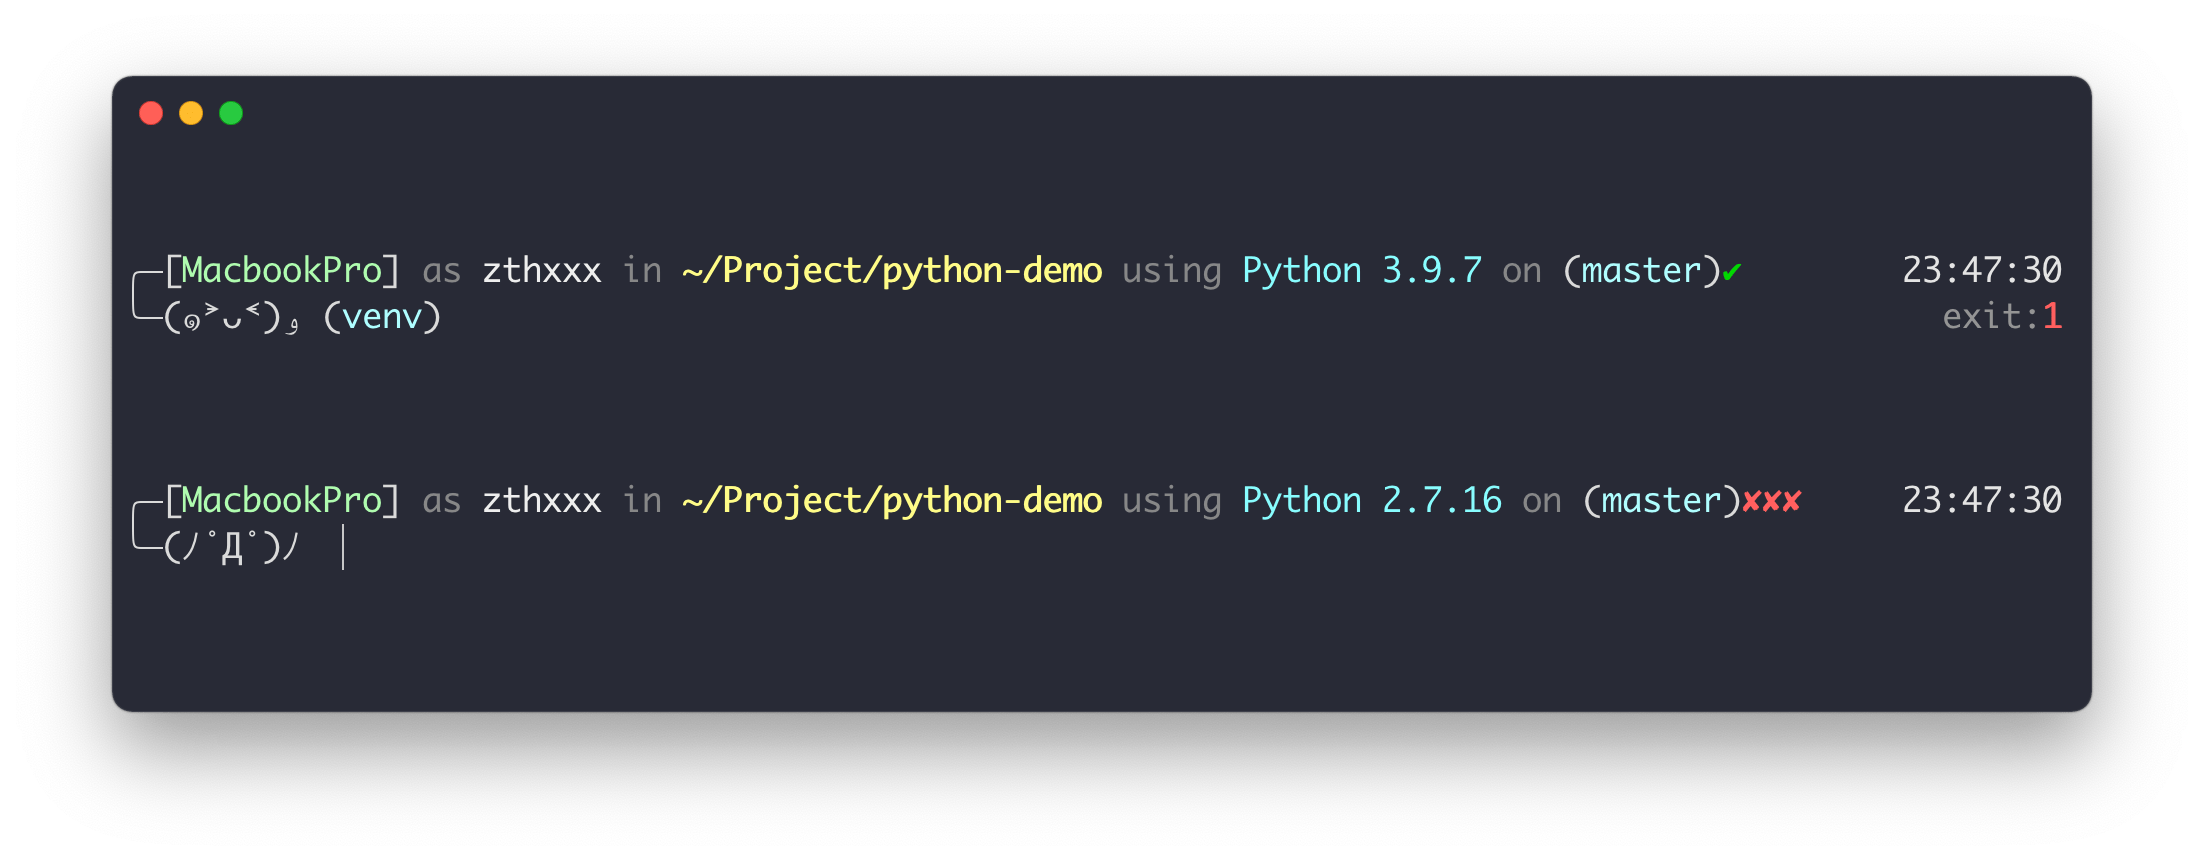 ╭─[MacbookPro] as zthxxx in ~/Project/python-demo using Python 3.9.7 on (master)✔ 23:47:30
╰─(๑˃̵ᴗ˂̵)و (venv) exit:1
╭─[MacbookPro] as zthxxx in ~/Project/python-demo using Python 2.7.16 on (master)✘✘✘ 23:47:30
╰─(ﾉ˚Д˚)ﾉ